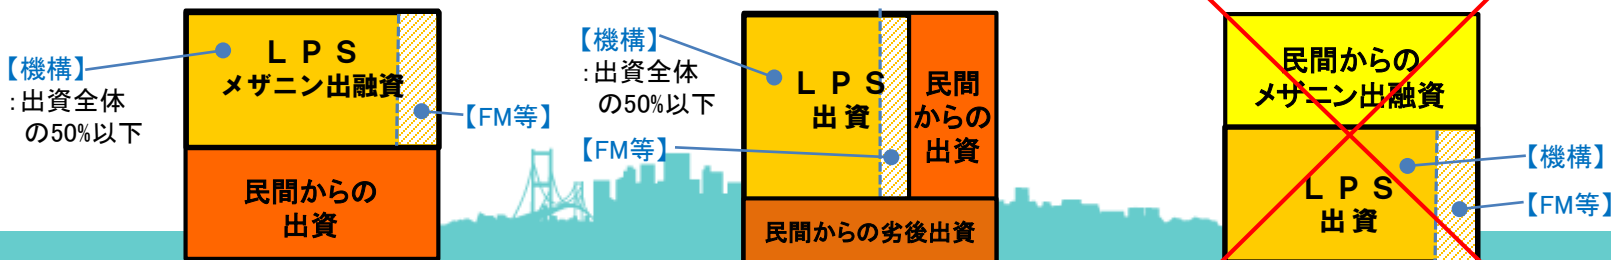 【機構】
：出資全体
の50%以下
ＬＰＳ
メザニン出融資
【FM等】
民間からの
出資
【機構】
：出資全体
の50%以下
【FM等】
ＬＰＳ
出資
民間
からの
出資
民間からの劣後出資
民間からの
メザニン出融資
ＬＰＳ
出資
【機構】
【FM等】